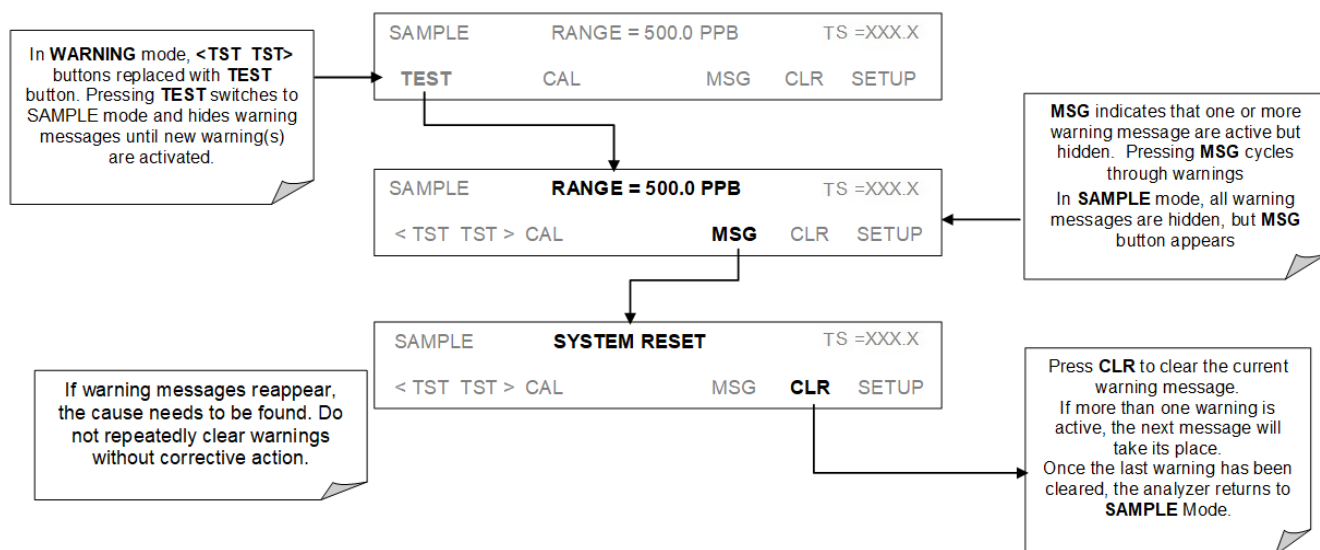 SAMPLE RANGE = 500.0 PPB TS =XXX.X
TEST CAL MSG CLR SETUP
In WARNING mode, <TST TST>
buttons replaced with TEST
button. Pressing TEST switches to
SAMPLE mode and hides warning
messages until new warning(s)
are activated.
SAMPLE RANGE = 500.0 PPB TS =XXX.X
< TST TST > CAL MSG CLR SETUP
MSG indicates that one or more
warning message are active but
hidden. Pressing MSG cycles
through warnings
In SAMPLE mode, all warning
messages are hidden, but MSG
button appears
SAMPLE SYSTEM RESET TS =XXX.X
< TST TST > CAL MSG CLR SETUP
If warning messages reappear,
the cause needs to be found. Do
not repeatedly clear warnings
without corrective action.
Press CLR to clear the current
warning message.
If more than one warning is
active, the next message will
take its place.
Once the last warning has been
cleared, the analyzer returns to
SAMPLE Mode.